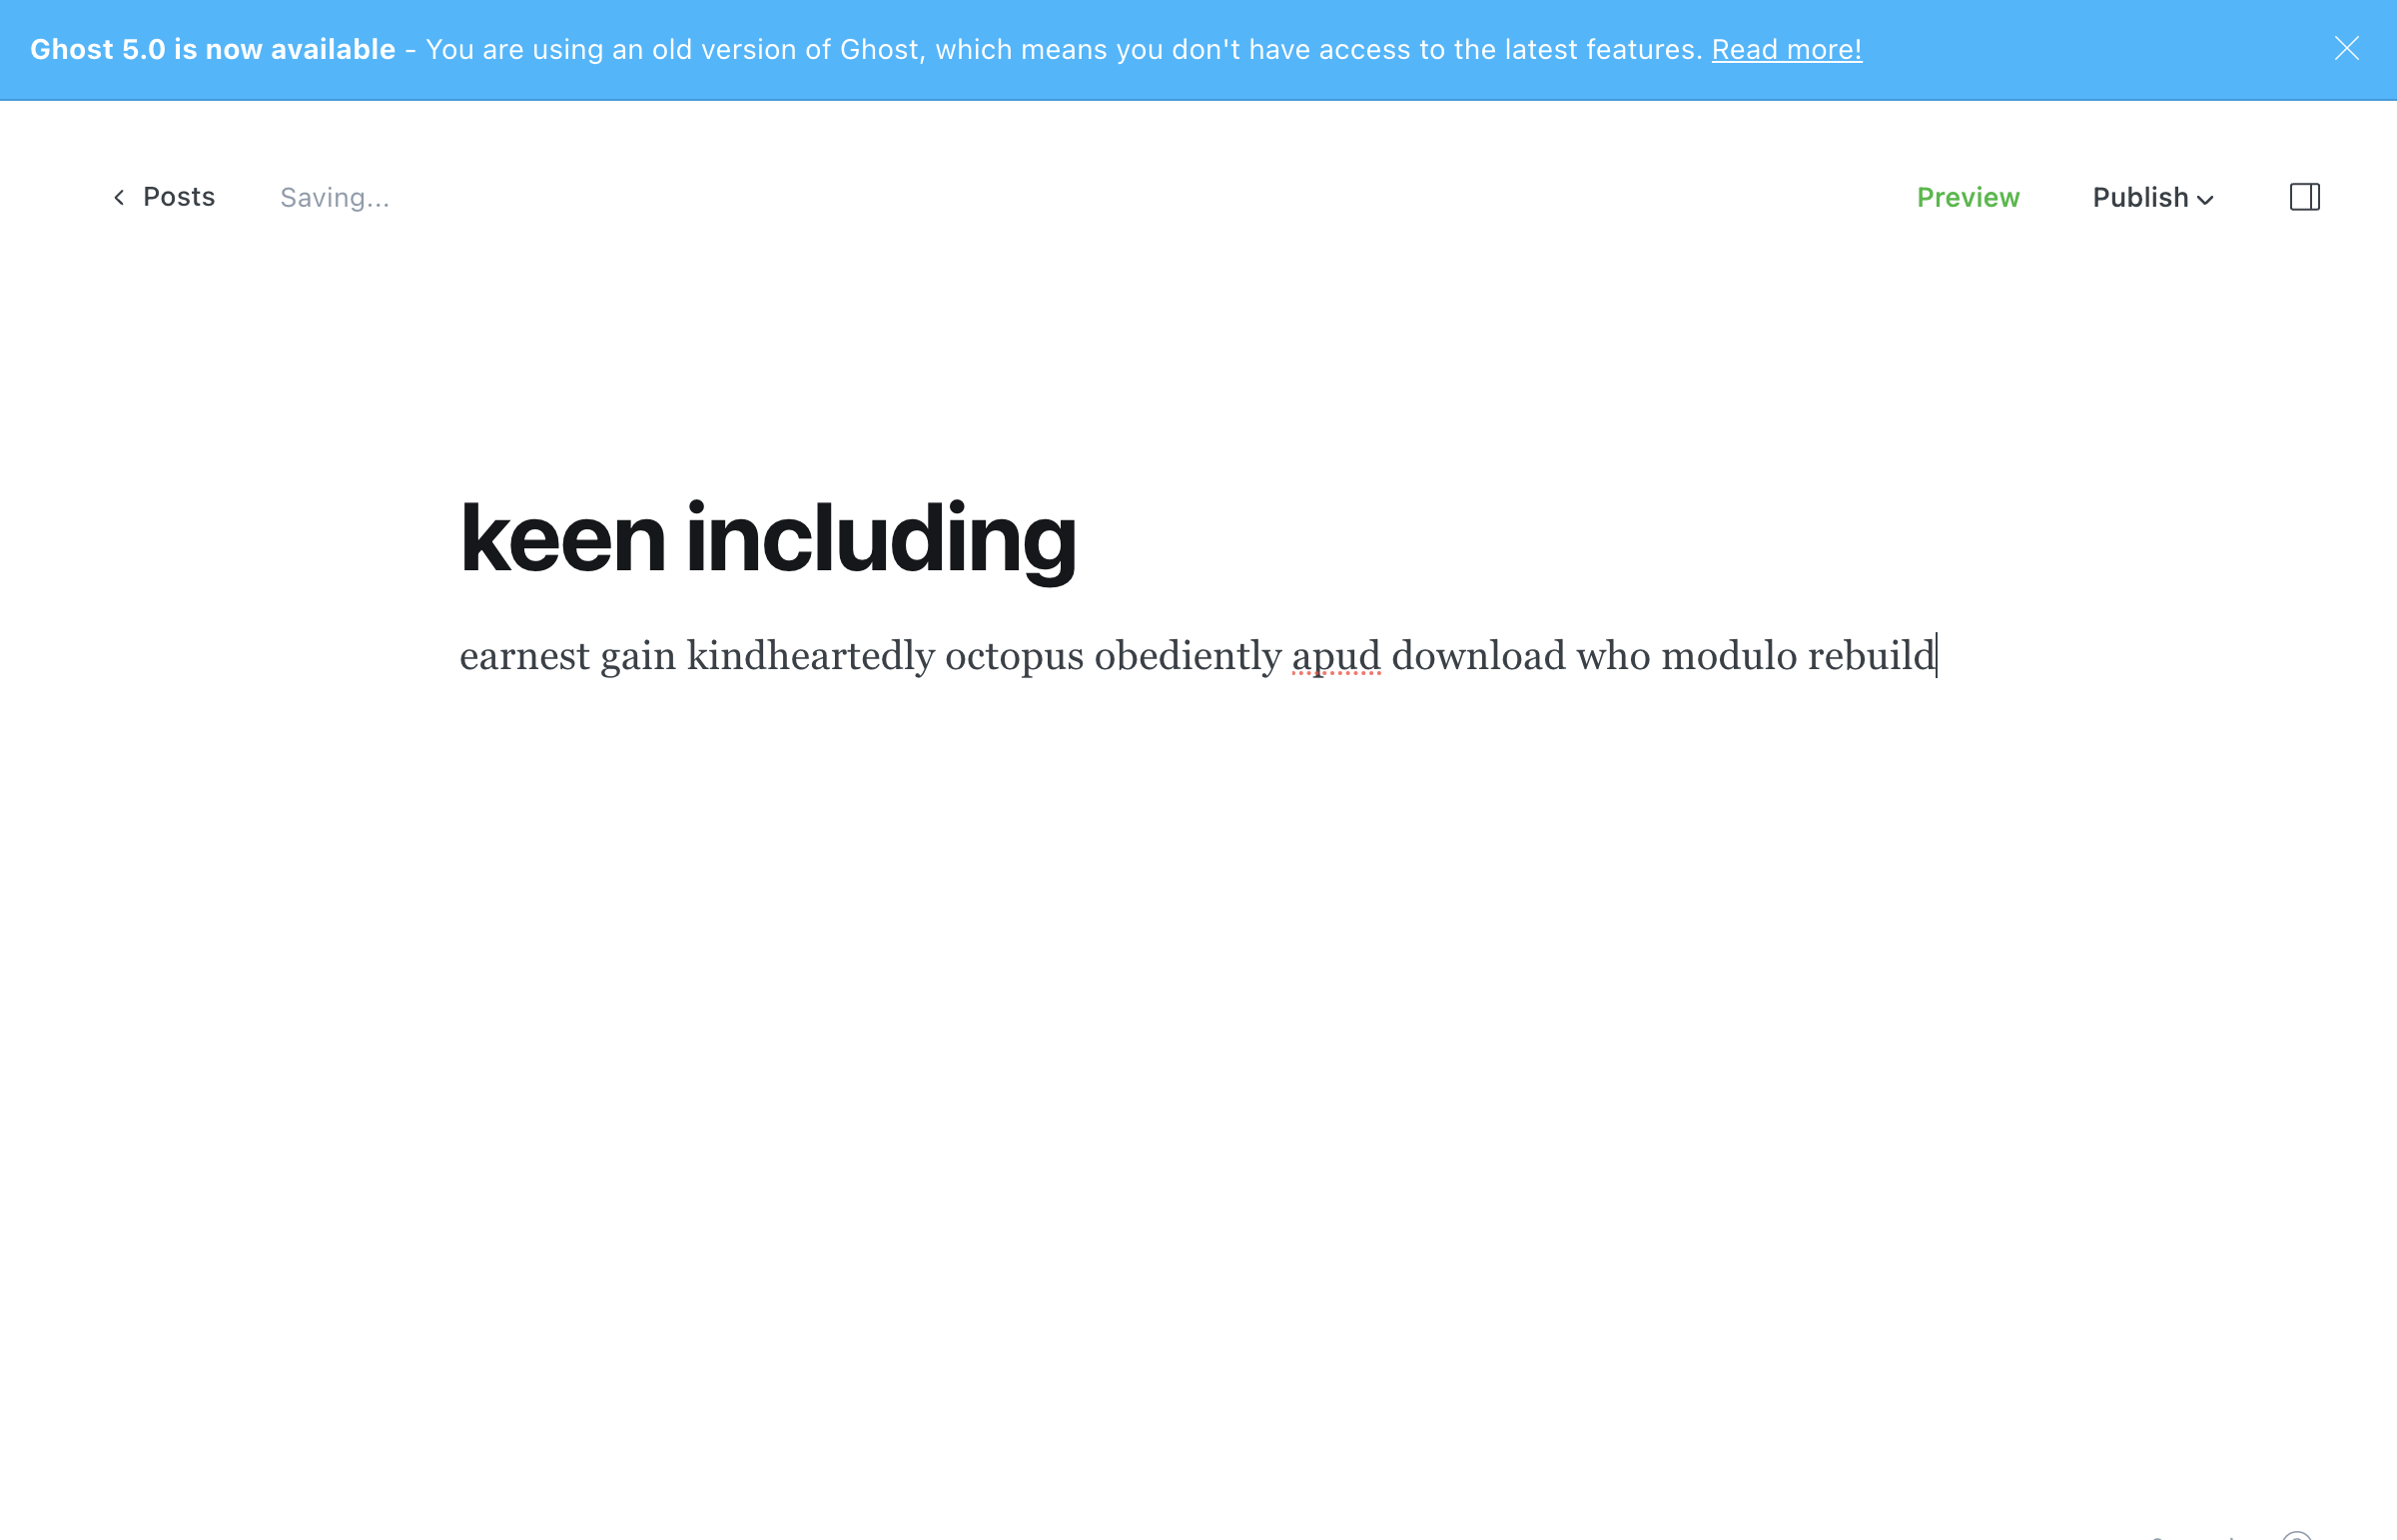 Ghost 5.0 is now available - You are using an old version of Ghost, which means you don't have access to the latest features. Read more!
Posts
Saving...
Preview
Publish
keen including
earnest gain kindheartedly octopus obediently apud download who modulo rebuild